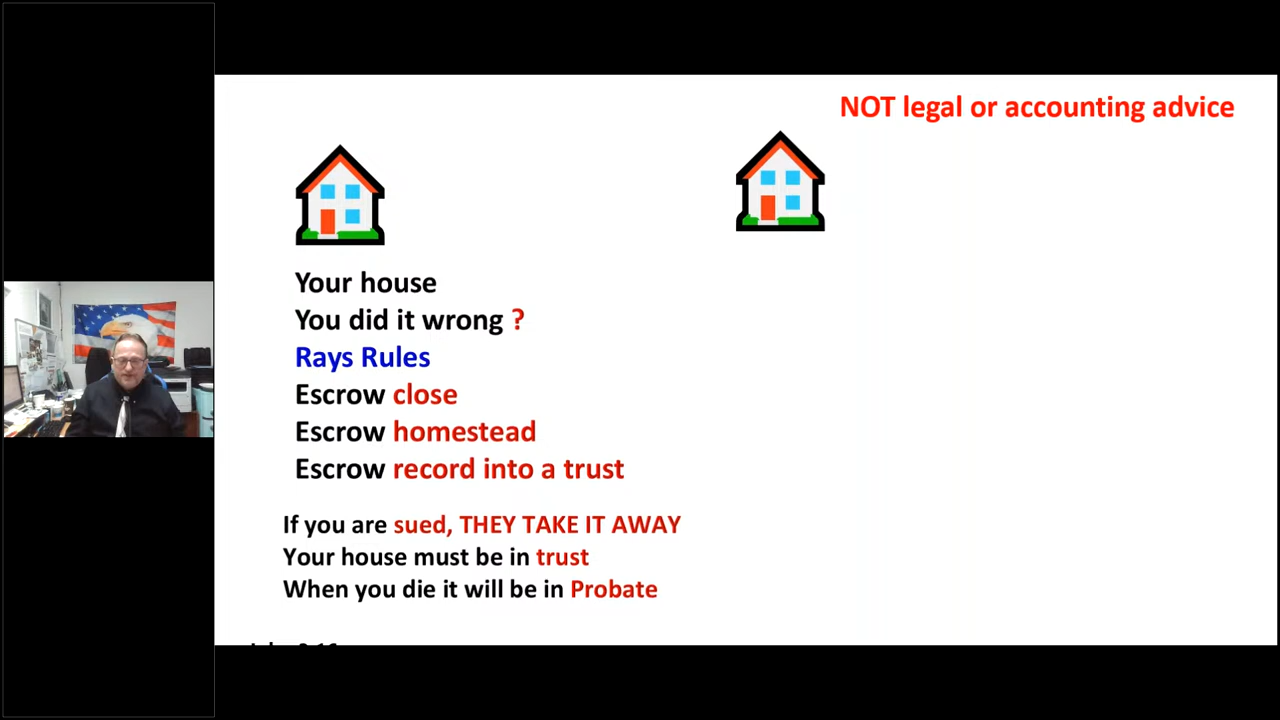 NOT legal or accounting advice
Your house
You did it wrong ?
Rays Rules
Escrow close
Escrow homestead
Escrow record into a trust
If you are sued, THEY TAKE IT AWAY
Your house must be in trust
When you die it will be in Probate